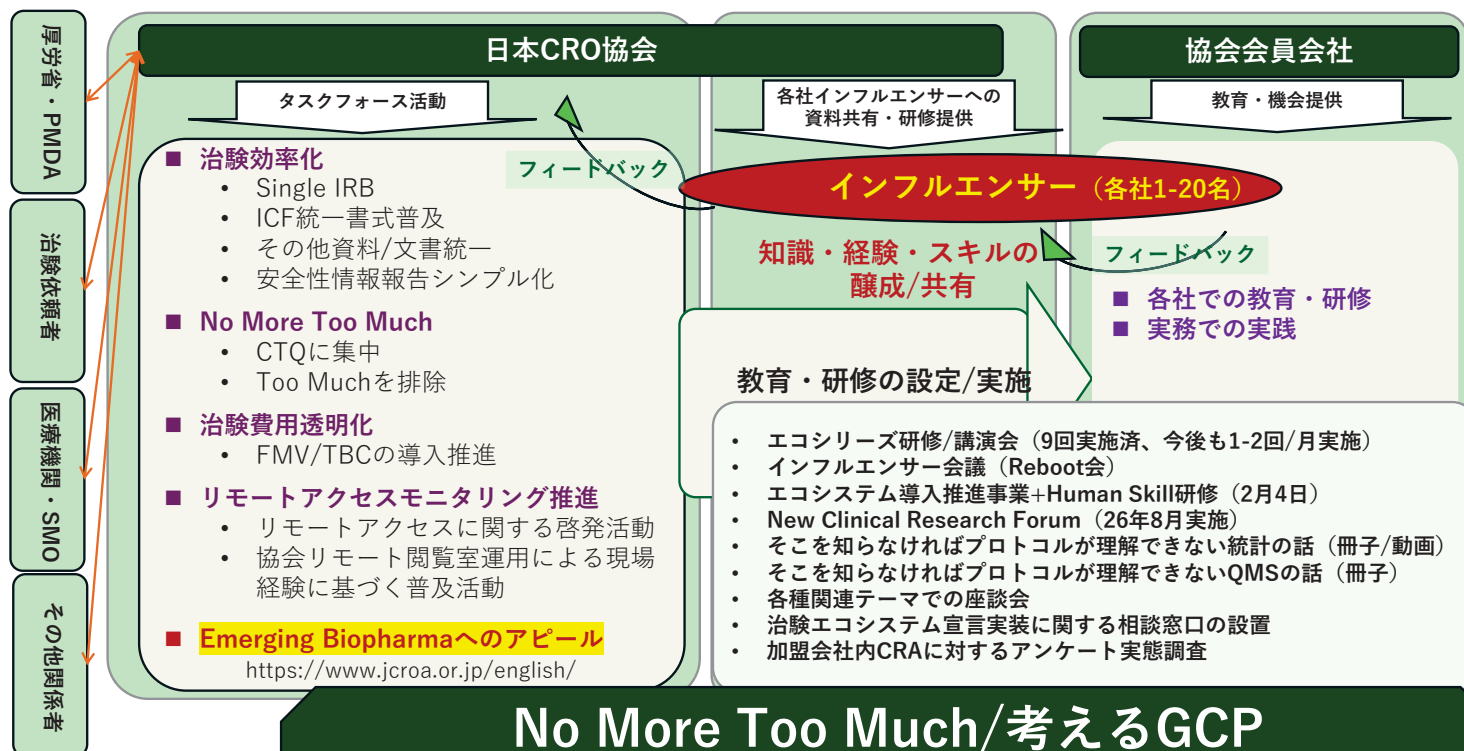 厚労省・PMDA
治験依頼者
医療機関・SMO
その他関係者
日本CRO協会
タスクフォース活動
■ 治験効率化
• Single IRB
• ICF統一書式普及
• その他資料/文書統一
• 安全性情報報告シンプル化
■ No More Too Much
• CTQに集中
• Too Muchを排除
■ 治験費用透明化
• FMV/TBCの導入推進
■ リモートアクセスモニタリング推進
• リモートアクセスに関する啓発活動
• 協会リモート閲覧室運用による現場
経験に基づく普及活動
■ Emerging Biopharmaへのアピール
https://www.jcroa.or.jp/english/
フィードバック
各社インフルエンサーへの
資料共有・研修提供
インフルエンサー（各社1-20名）
知識・経験・スキルの
醸成/共有
協会会員会社
教育・機会提供
フィードバック
■ 各社での教育・研修
■ 実務での実践
教育・研修の設定/実施
• エコシリーズ研修/講演会（9回実施済、今後も1-2回/月実施）
• インフルエンサー会議（Reboot会）
• エコシステム導入推進事業+Human Skill研修（2月4日）
• New Clinical Research Forum（26年8月実施）
• そこを知らなければプロトコルが理解できない統計の話（冊子/動画）
• そこを知らなければプロトコルが理解できないQMSの話（冊子）
• 各種関連テーマでの座談会
• 治験エコシステム宣言実装に関する相談窓口の設置
• 加盟会社内CRAに対するアンケート実態調査
No More Too Much/考えるGCP